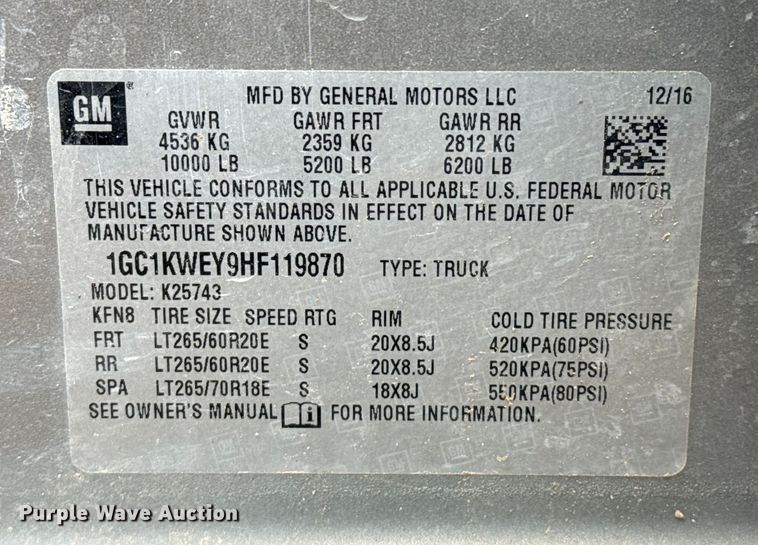 GM® MFD BY GENERAL MOTORS LLC 12/16
GVWR GAWR FRT GAWR RR
4536 KG 2359 KG 2812 KG
10000 LB 5200 LB 6200 LB
THIS VEHICLE CONFORMS TO ALL APPLICABLE U.S. FEDERAL MOTOR
VEHICLE SAFETY STANDARDS IN EFFECT ON THE DATE OF
MANUFACTURE SHOWN ABOVE.
1GC1KWEY9HF119870 TYPE: TRUCK
MODEL: K25743
KFN8 TIRE SIZE SPEED RTG RIM COLD TIRE PRESSURE
FRT LT265/60R20E S 20X8.5J 420KPA(60PSI)
RR LT265/60R20E S 20X8.5J 520KPA(75PSI)
SPA LT265/70R18E S 18X8J 550KPA(80PSI)
SEE OWNER'S MANUAL i FOR MORE INFORMATION.
Purple Wave Auction